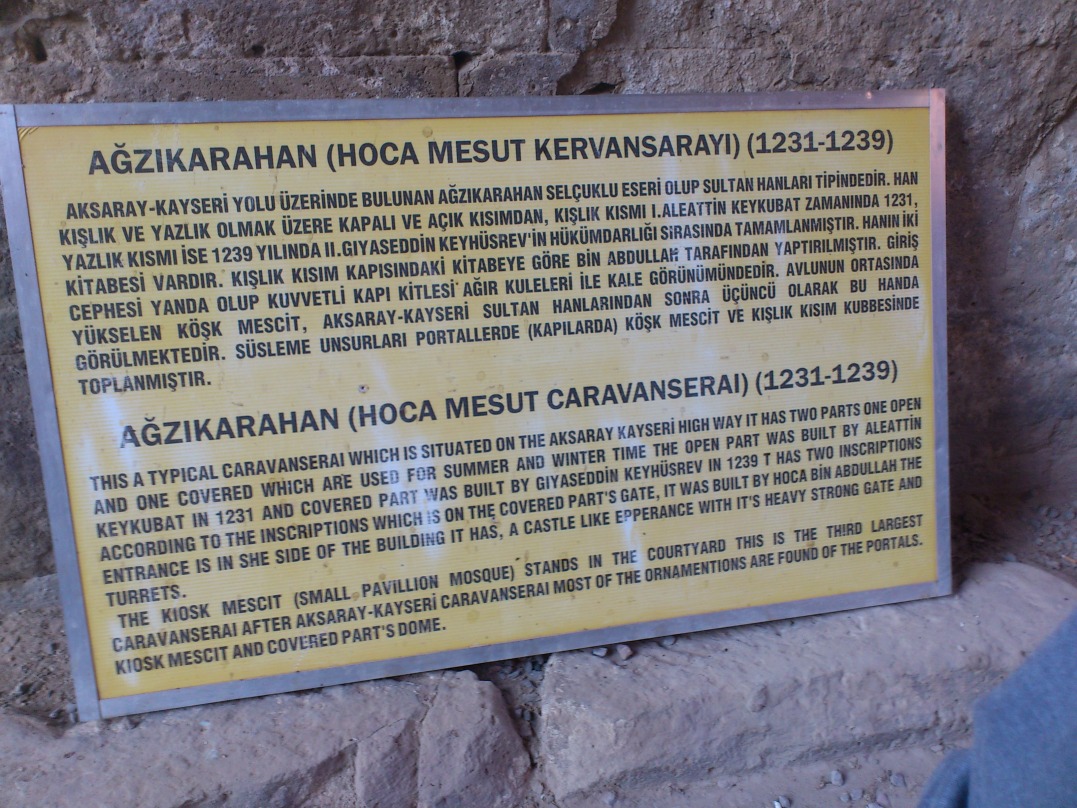 AĞZIKARAHAN (HOCA MESUT KERVANSARAYI) (1231-1239)
AKSARAY-KAYSERİ YOLU ÜZERİNDE BULUNAN AĞZIKARAHAN SELÇUKLU ESERİ OLUP SULTAN HANLARI TİPİNDEDİR. HAN
KIŞLIK VE YAZLIK OLMAK ÜZERE KAPALI VE AÇIK KISIMDAN, KIŞLIK KISMI I.ALEATTİN KEYKUBAT ZAMANINDA 1231,
YAZLIK KISMI İSE 1239 YILINDA II.GIYASEDDİN KEYHÜSREV'İN HÜKÜMDARLIĞI SIRASINDA TAMAMLANMIŞTIR. HANIN İKİ
KİTABESİ VARDIR. KIŞLIK KISIM KAPISINDAKİ KİTABEYE GÖRE BİN ABDULLAH TARAFINDAN YAPTIRILMIŞTIR. GİRİŞ
CEPHESİ YANDA OLUP KUVVETLİ KAPI KİTLESİ AĞIR KULELERİ İLE KALE GÖRÜNÜMÜNDEDİR. AVLUNUN ORTASINDA
YÜKSELEN KÖŞK MESCİT, AKSARAY-KAYSERİ SULTAN HANLARINDAN SONRA ÜÇÜNCÜ OLARAK BU HANDA
GÖRÜLMEKTEDİR. SÜSLEME UNSURLARI PORTALLERDE (KAPILARDA) KÖŞK MESCİT VE KIŞLIK KISIM KUBBESİNDE
TOPLANMIŞTIR.
AĞZIKARAHAN (HOCA MESUT CARAVANSERAI) (1231-1239)
THIS A TYPICAL CARAVANSERAI WHICH IS SITUATED ON THE AKSARAY KAYSERI HIGH WAY IT HAS TWO PARTS ONE OPEN
AND ONE COVERED WHICH ARE USED FOR SUMMER AND WINTER TIME THE OPEN PART WAS BUILT BY ALEATTİN
KEYKUBAT IN 1231 AND COVERED PART WAS BUILT BY GIYASEDDİN KEYHÜSREV IN 1239 T HAS TWO INSCRIPTIONS
ACCORDING TO THE INSCRIPTIONS WHICH IS ON THE COVERED PART'S GATE, IT WAS BUILT BY HOCA BİN ABDULLAH THE
ENTRANCE IS IN SHE SIDE OF THE BUILDING IT HAS, A CASTLE LIKE EPPERANCE WITH IT'S HEAVY STRONG GATE AND
TURRETS.
THE KIOSK MESCIT (SMALL PAVILLION MOSQUE) STANDS IN THE COURTYARD THIS IS THE THIRD LARGEST
CARAVANSERAI AFTER AKSARAY-KAYSERİ CARAVANSERAI MOST OF THE ORNAMENTIONS ARE FOUND OF THE PORTALS.
KIOSK MESCIT AND COVERED PART'S DOME.